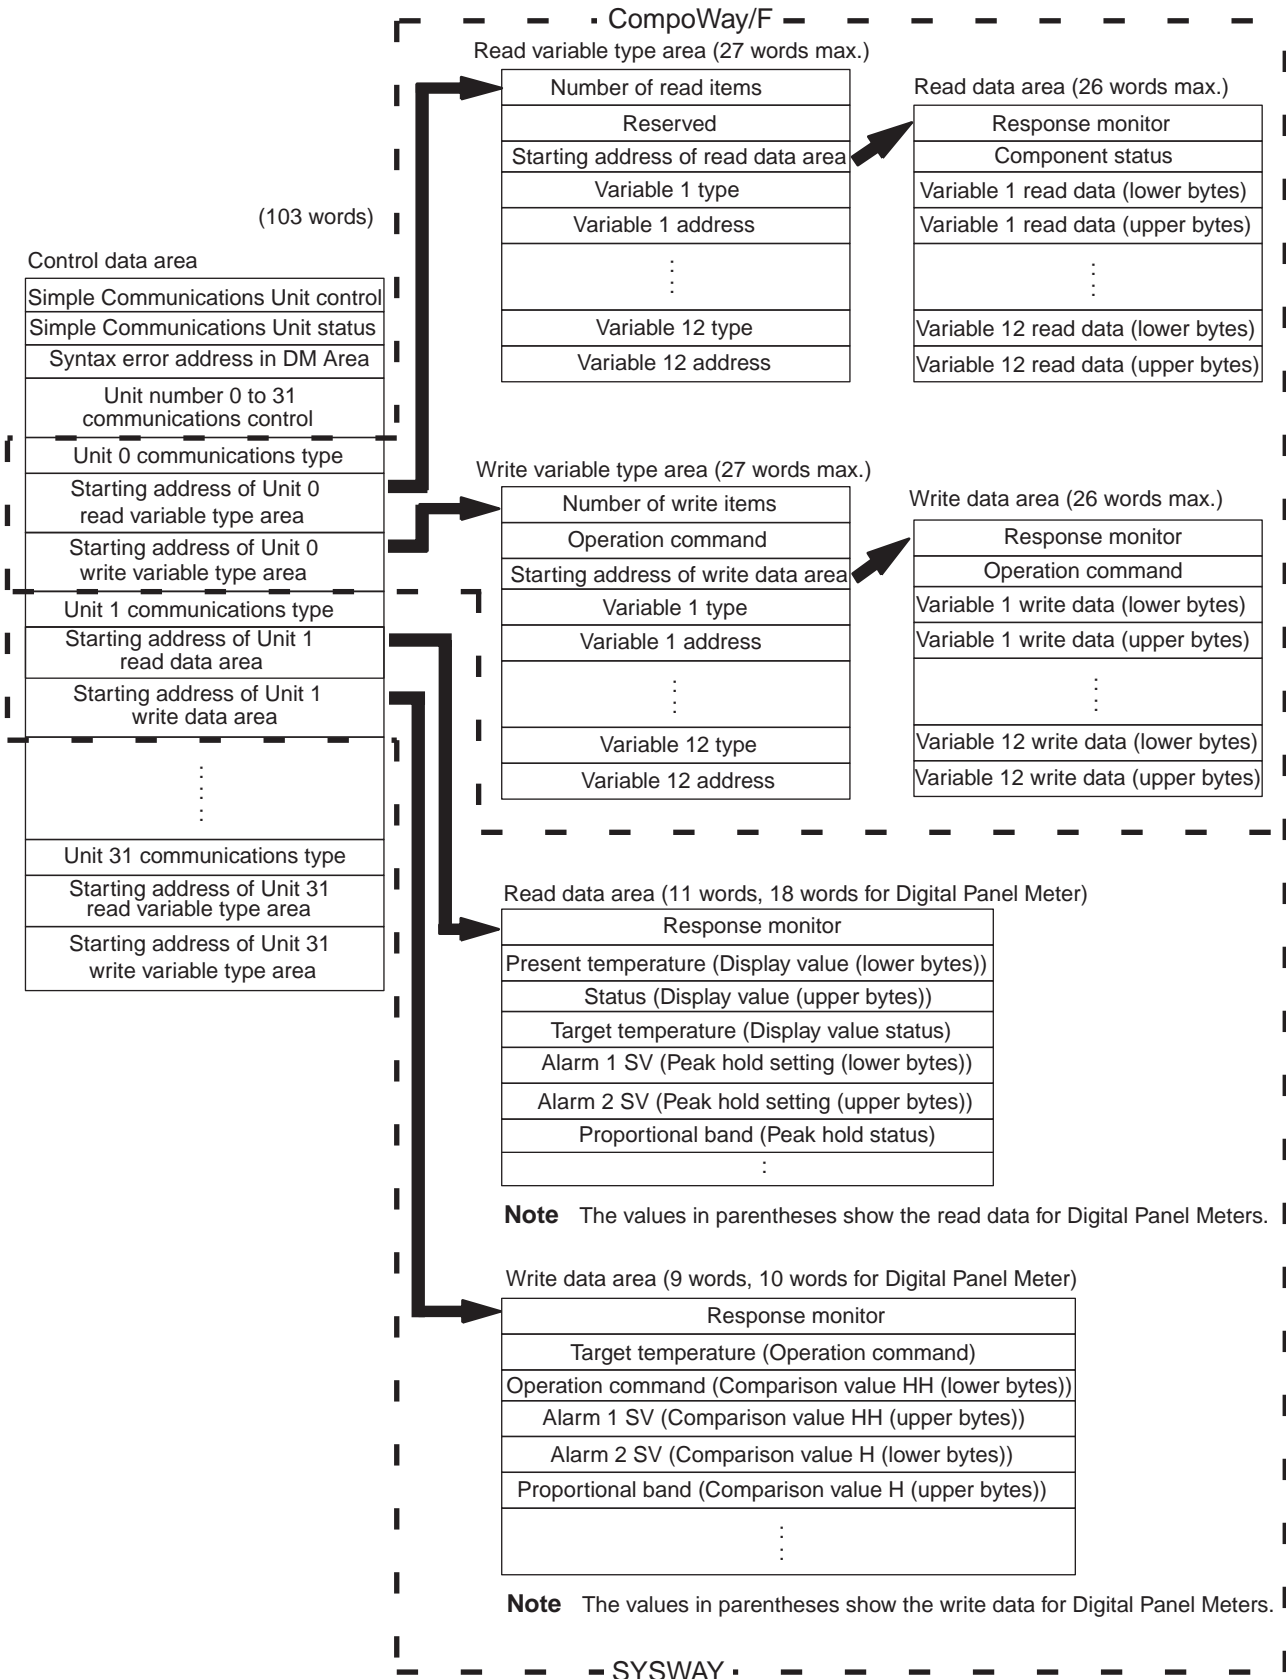 CompoWay/F
Read variable type area (27 words max.)
Number of read items
Reserved
Starting address of read data area
Variable 1 type
Variable 1 address
Variable 12 type
Variable 12 address
Read data area (26 words max.)
Response monitor
Component status
Variable 1 read data (lower bytes)
Variable 1 read data (upper bytes)
Variable 12 read data (lower bytes)
Variable 12 read data (upper bytes)
(103 words)
Control data area
Simple Communications Unit control
Simple Communications Unit status
Syntax error address in DM Area
Unit number 0 to 31
communications control
Unit 0 communications type
Starting address of Unit 0
read variable type area
Starting address of Unit 0
write variable type area
Unit 1 communications type
Starting address of Unit 1
read data area
Starting address of Unit 1
write data area
Unit 31 communications type
Starting address of Unit 31
read variable type area
Starting address of Unit 31
write variable type area
Write variable type area (27 words max.)
Number of write items
Operation command
Starting address of write data area
Variable 1 type
Variable 1 address
Variable 12 type
Variable 12 address
Write data area (26 words max.)
Response monitor
Operation command
Variable 1 write data (lower bytes)
Variable 1 write data (upper bytes)
Variable 12 write data (lower bytes)
Variable 12 write data (upper bytes)
Read data area (11 words, 18 words for Digital Panel Meter)
Response monitor
Present temperature (Display value (lower bytes))
Status (Display value (upper bytes))
Target temperature (Display value status)
Alarm 1 SV (Peak hold setting (lower bytes))
Alarm 2 SV (Peak hold setting (upper bytes))
Proportional band (Peak hold status)
Note The values in parentheses show the read data for Digital Panel Meters.
Write data area (9 words, 10 words for Digital Panel Meter)
Response monitor
Target temperature (Operation command)
Operation command (Comparison value HH (lower bytes))
Alarm 1 SV (Comparison value HH (upper bytes))
Alarm 2 SV (Comparison value H (lower bytes))
Proportional band (Comparison value H (upper bytes))
Note The values in parentheses show the write data for Digital Panel Meters.
SYSWAY